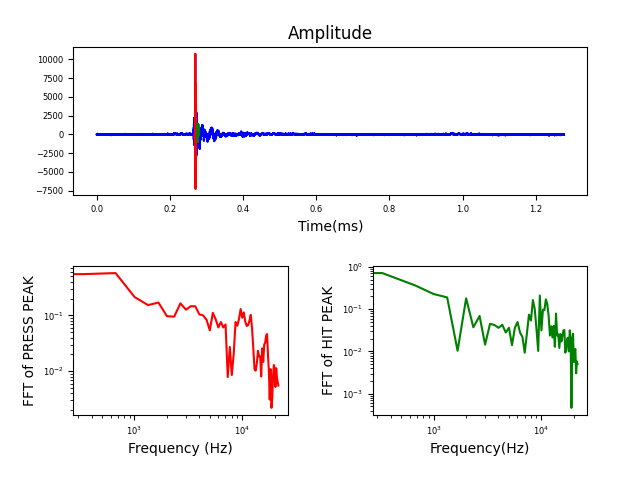 Amplitude
10000
7500
5000
2500
0
−2500
−5000
−7500
0.0 0.2 0.4 0.6 0.8 1.0 1.2
Time(ms)
FFT of PRESS PEAK
10⁻¹
10⁻²
10³ 10⁴
Frequency (Hz)
FFT of HIT PEAK
10⁰
10⁻¹
10⁻²
10⁻³
10³ 10⁴
Frequency(Hz)